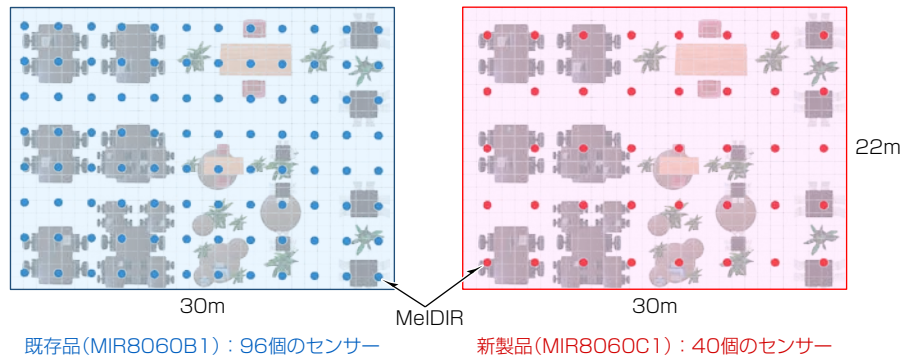 22m
30m
MelDIR
30m
既存品(MIR8060B1)：96個のセンサー
新製品(MIR8060C1)：40個のセンサー